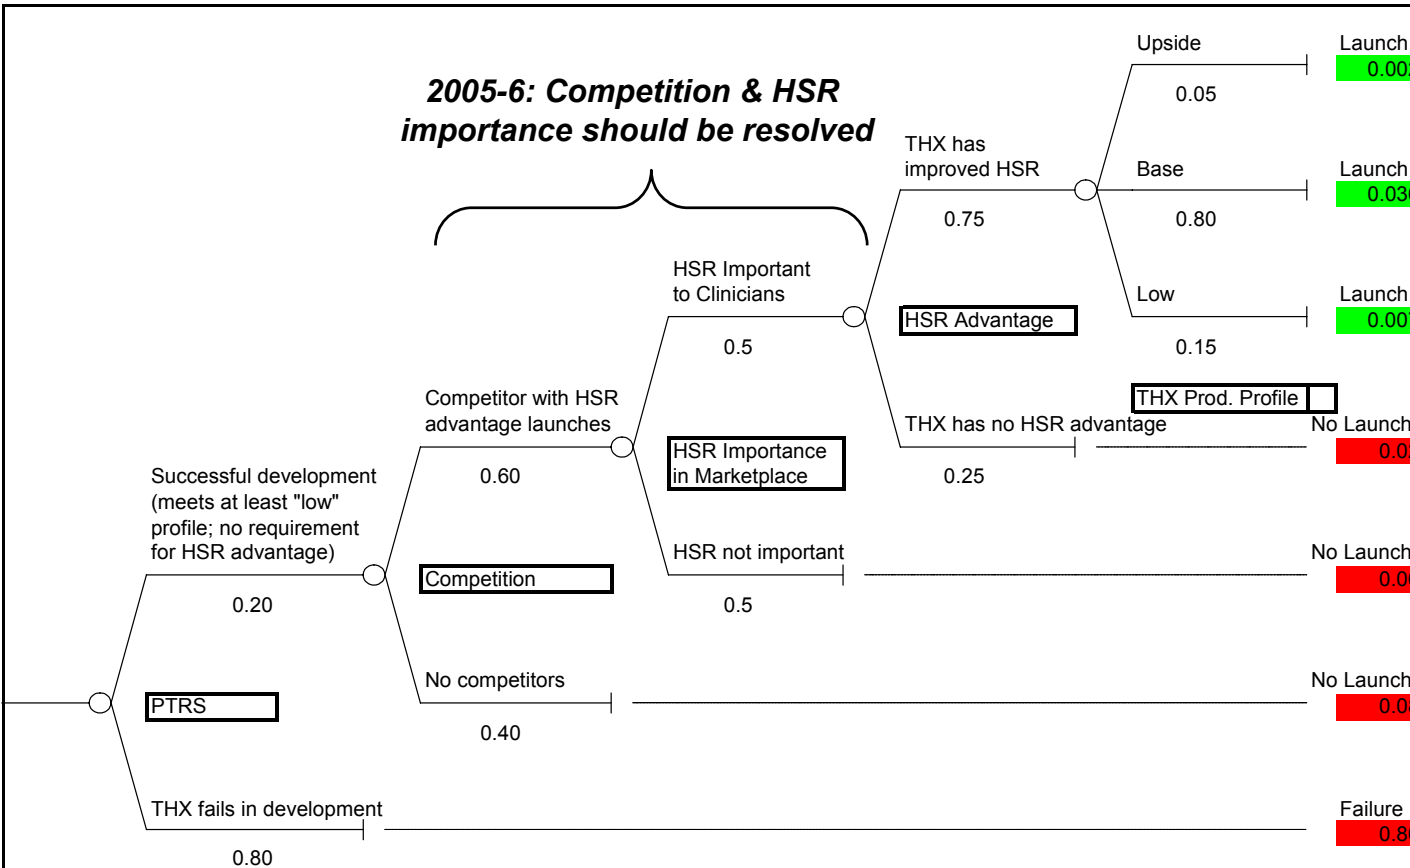 Upside
Launch
0.05
2005-6: Competition & HSR
importance should be resolved
THX has
improved HSR
Base
Launch
0.75
0.80
HSR Important
to Clinicians
Low
Launch
HSR Advantage
0.5
0.15
Competitor with HSR
advantage launches
THX Prod. Profile
THX has no HSR advantage
No Launch
HSR Importance
in Marketplace
0.60
0.25
Successful development
(meets at least "low"
profile; no requirement
for HSR advantage)
HSR not important
No Launch
Competition
0.20
0.5
No competitors
No Launch
PTRS
0.40
THX fails in development
Failure
0.80